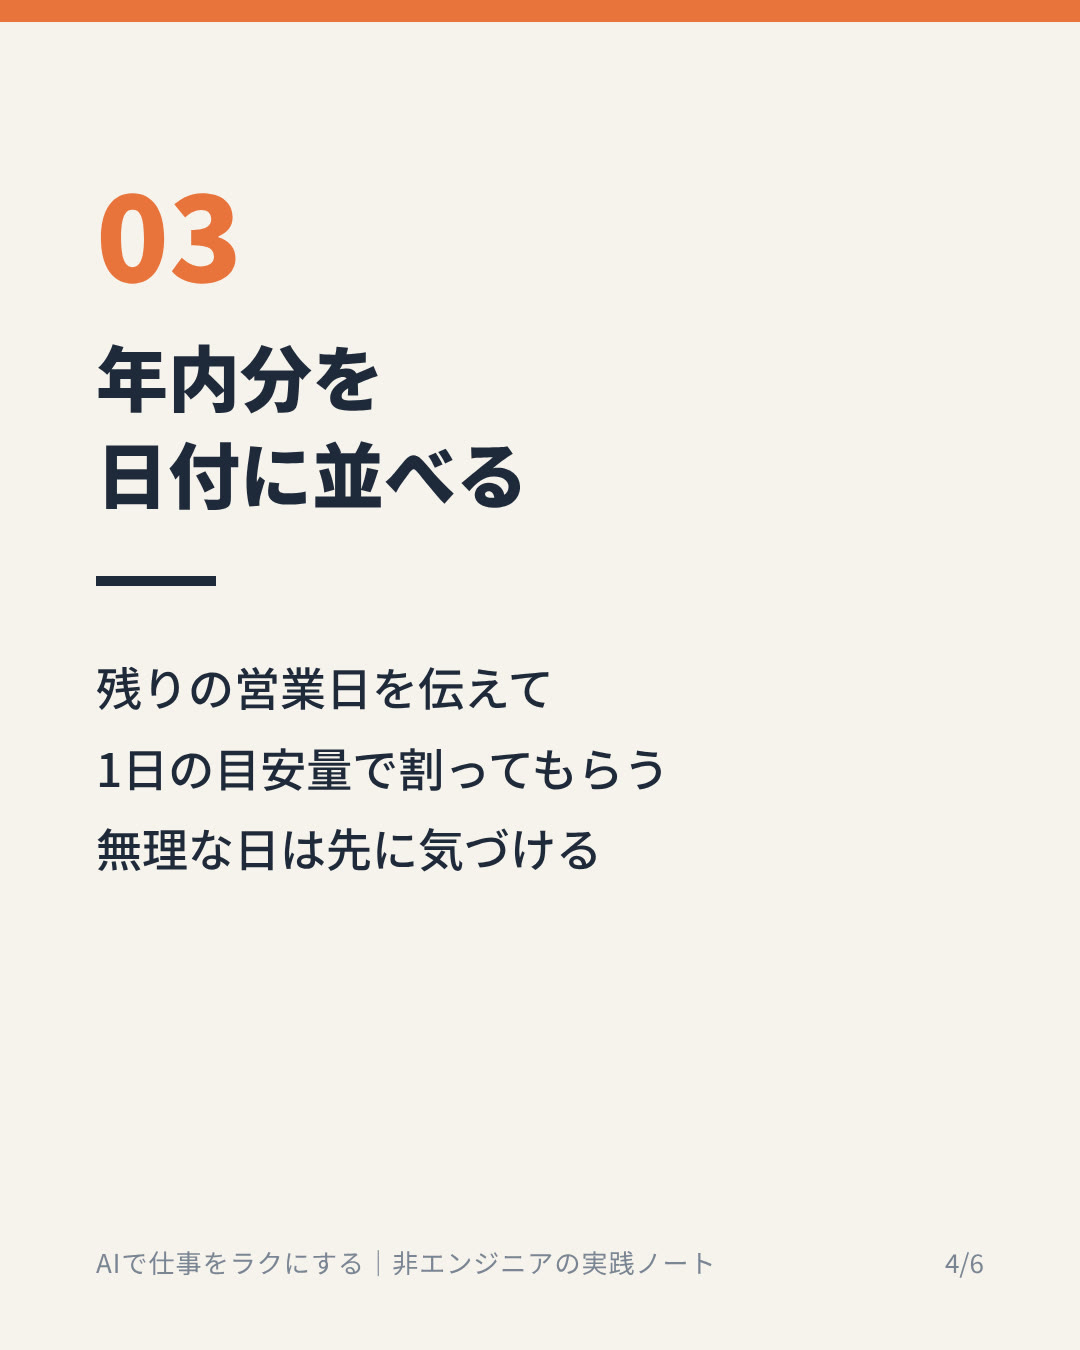 03
年内分を
日付に並べる
残りの営業日を伝えて
1日の目安量で割ってもらう
無理な日は先に気づける
AIで仕事をラクにする｜非エンジニアの実践ノート
4/6